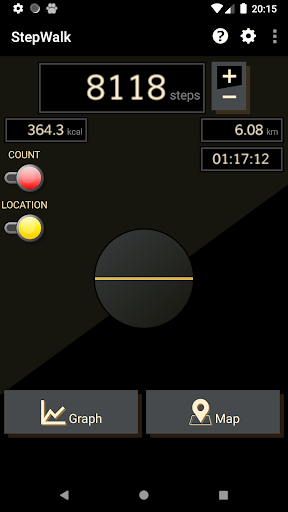 20:15
StepWalk
8118 steps
+
−
364.3 kcal
6.08 km
01:17:12
COUNT
LOCATION
Graph
Map